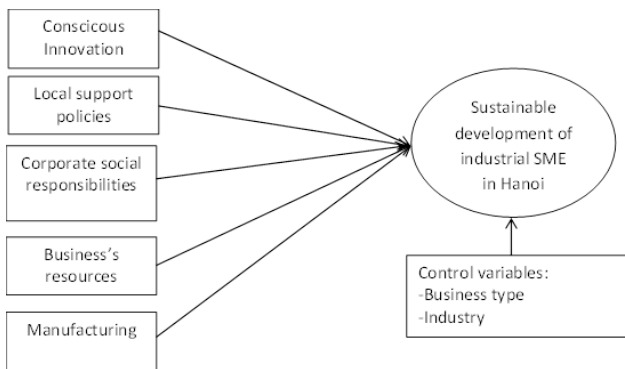 Conscicous
Innovation
Local support
policies
Corporate social
responsibilities
Business's
resources
Manufacturing
Sustainable
development of
industrial SME
in Hanoi
Control variables:
-Business type
-Industry